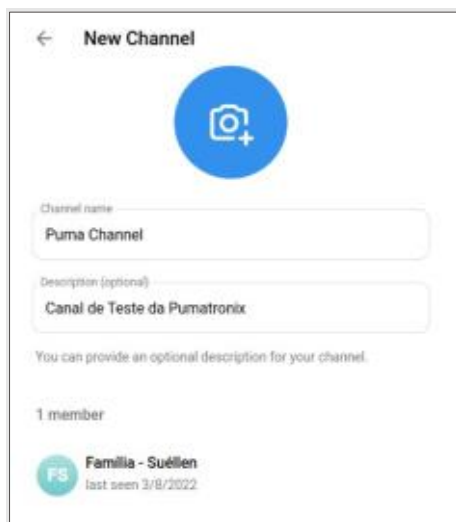 New Channel
Channel name
Puma Channel
Description (optional)
Canal de Teste da Pumatronix
You can provide an optional description for your channel.
1 member
FS
Família - Suéllen
last seen 3/8/2022